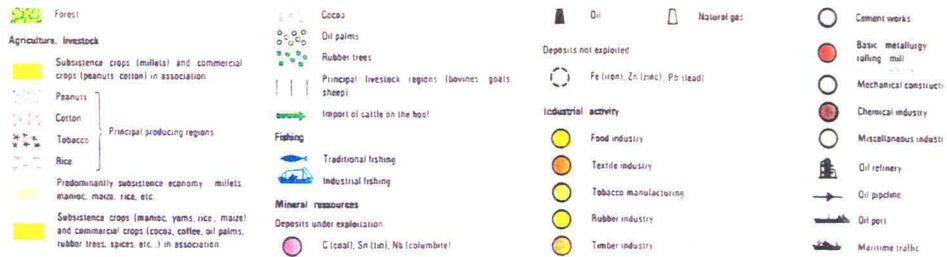 Forest
Agriculture, livestock
Subsistence crops (millets) and commercial
crops (peanuts cotton) in association
Peanuts
Cotton
Tobacco
Rice
Principal producing regions
Predominantly subsistence economy millets,
manioc, maize, rice, etc.
Subsistence crops (manioc, yams, rice, maize)
and commercial crops (cocoa, coffee, oil palms,
rubber trees, spices, etc..) in association.
Cocoa
Oil palms
Rubber trees
Principal livestock regions (bovines goats,
sheep)
Import of cattle on the hoof
Fishing
Traditional fishing
Industrial fishing
Mineral ressources
Deposits under exploitation
C (coal), Sn (tin), Nb (columbite)
Oil
Natural gas
Deposits not exploited
Fe (iron), Zn (zinc), Pb (lead)
Industrial activity
Food industry
Textile industry
Tobacco manufacturing
Rubber industry
Timber industry
Cement works
Basic metallurgy
rolling mill
Mechanical constructi
Chemical industry
Miscellaneous industri
Oil refinery
Oil pipeline
Oil port
Maritime traffic